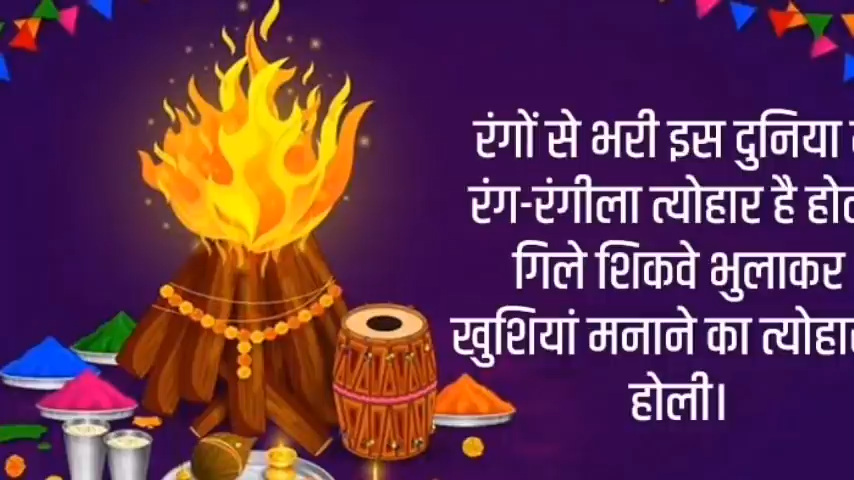 रंगों से भरी इस दुनिया
रंग-रंगीला त्योहार है
गिले शिकवे भुलाकर
खुशियां मनाने का
होली।